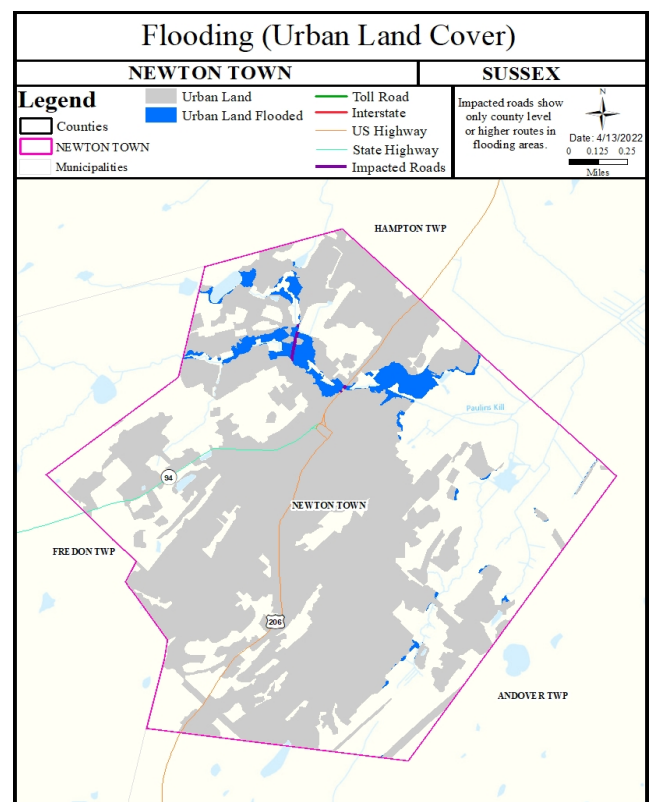 Flooding (Urban Land Cover)
NEWTON TOWN
SUSSEX
Legend
Counties
NEWTON TOWN
Municipalities
Urban Land
Urban Land Flooded
Toll Road
Interstate
US Highway
State Highway
Impacted Roads
Impacted roads show
only county level
or higher routes in
flooding areas.
N
Date: 4/13/2022
0 0.125 0.25
Miles
HAMPTON TWP
Paulins Kill
94
NEWTON TOWN
FREDON TWP
206
ANDOVER TWP